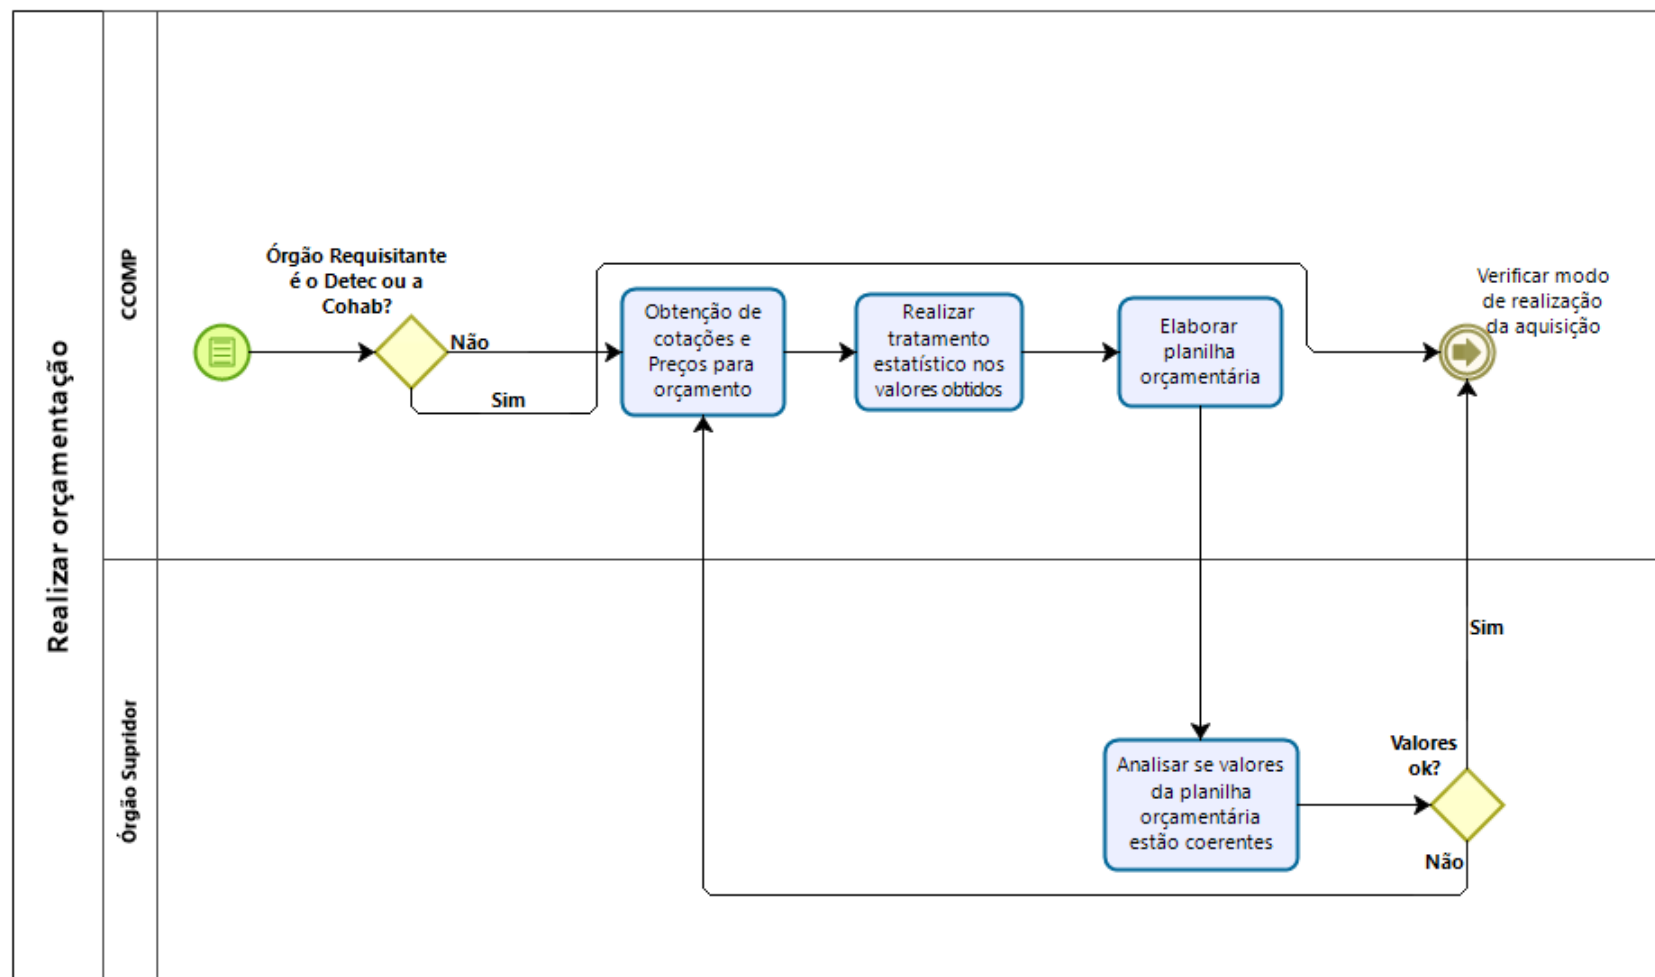 Realizar orçamentação
CCOMP
Órgão Requisitante
é o Detec ou a
Cohab?
Não
Sim
Obtenção de
cotações e
Preços para
orçamento
Realizar
tratamento
estatístico nos
valores obtidos
Elaborar
planilha
orçamentária
Verificar modo
de realização
da aquisição
Órgão Supridor
Analisar se valores
da planilha
orçamentária
estão coerentes
Valores
ok?
Sim
Não